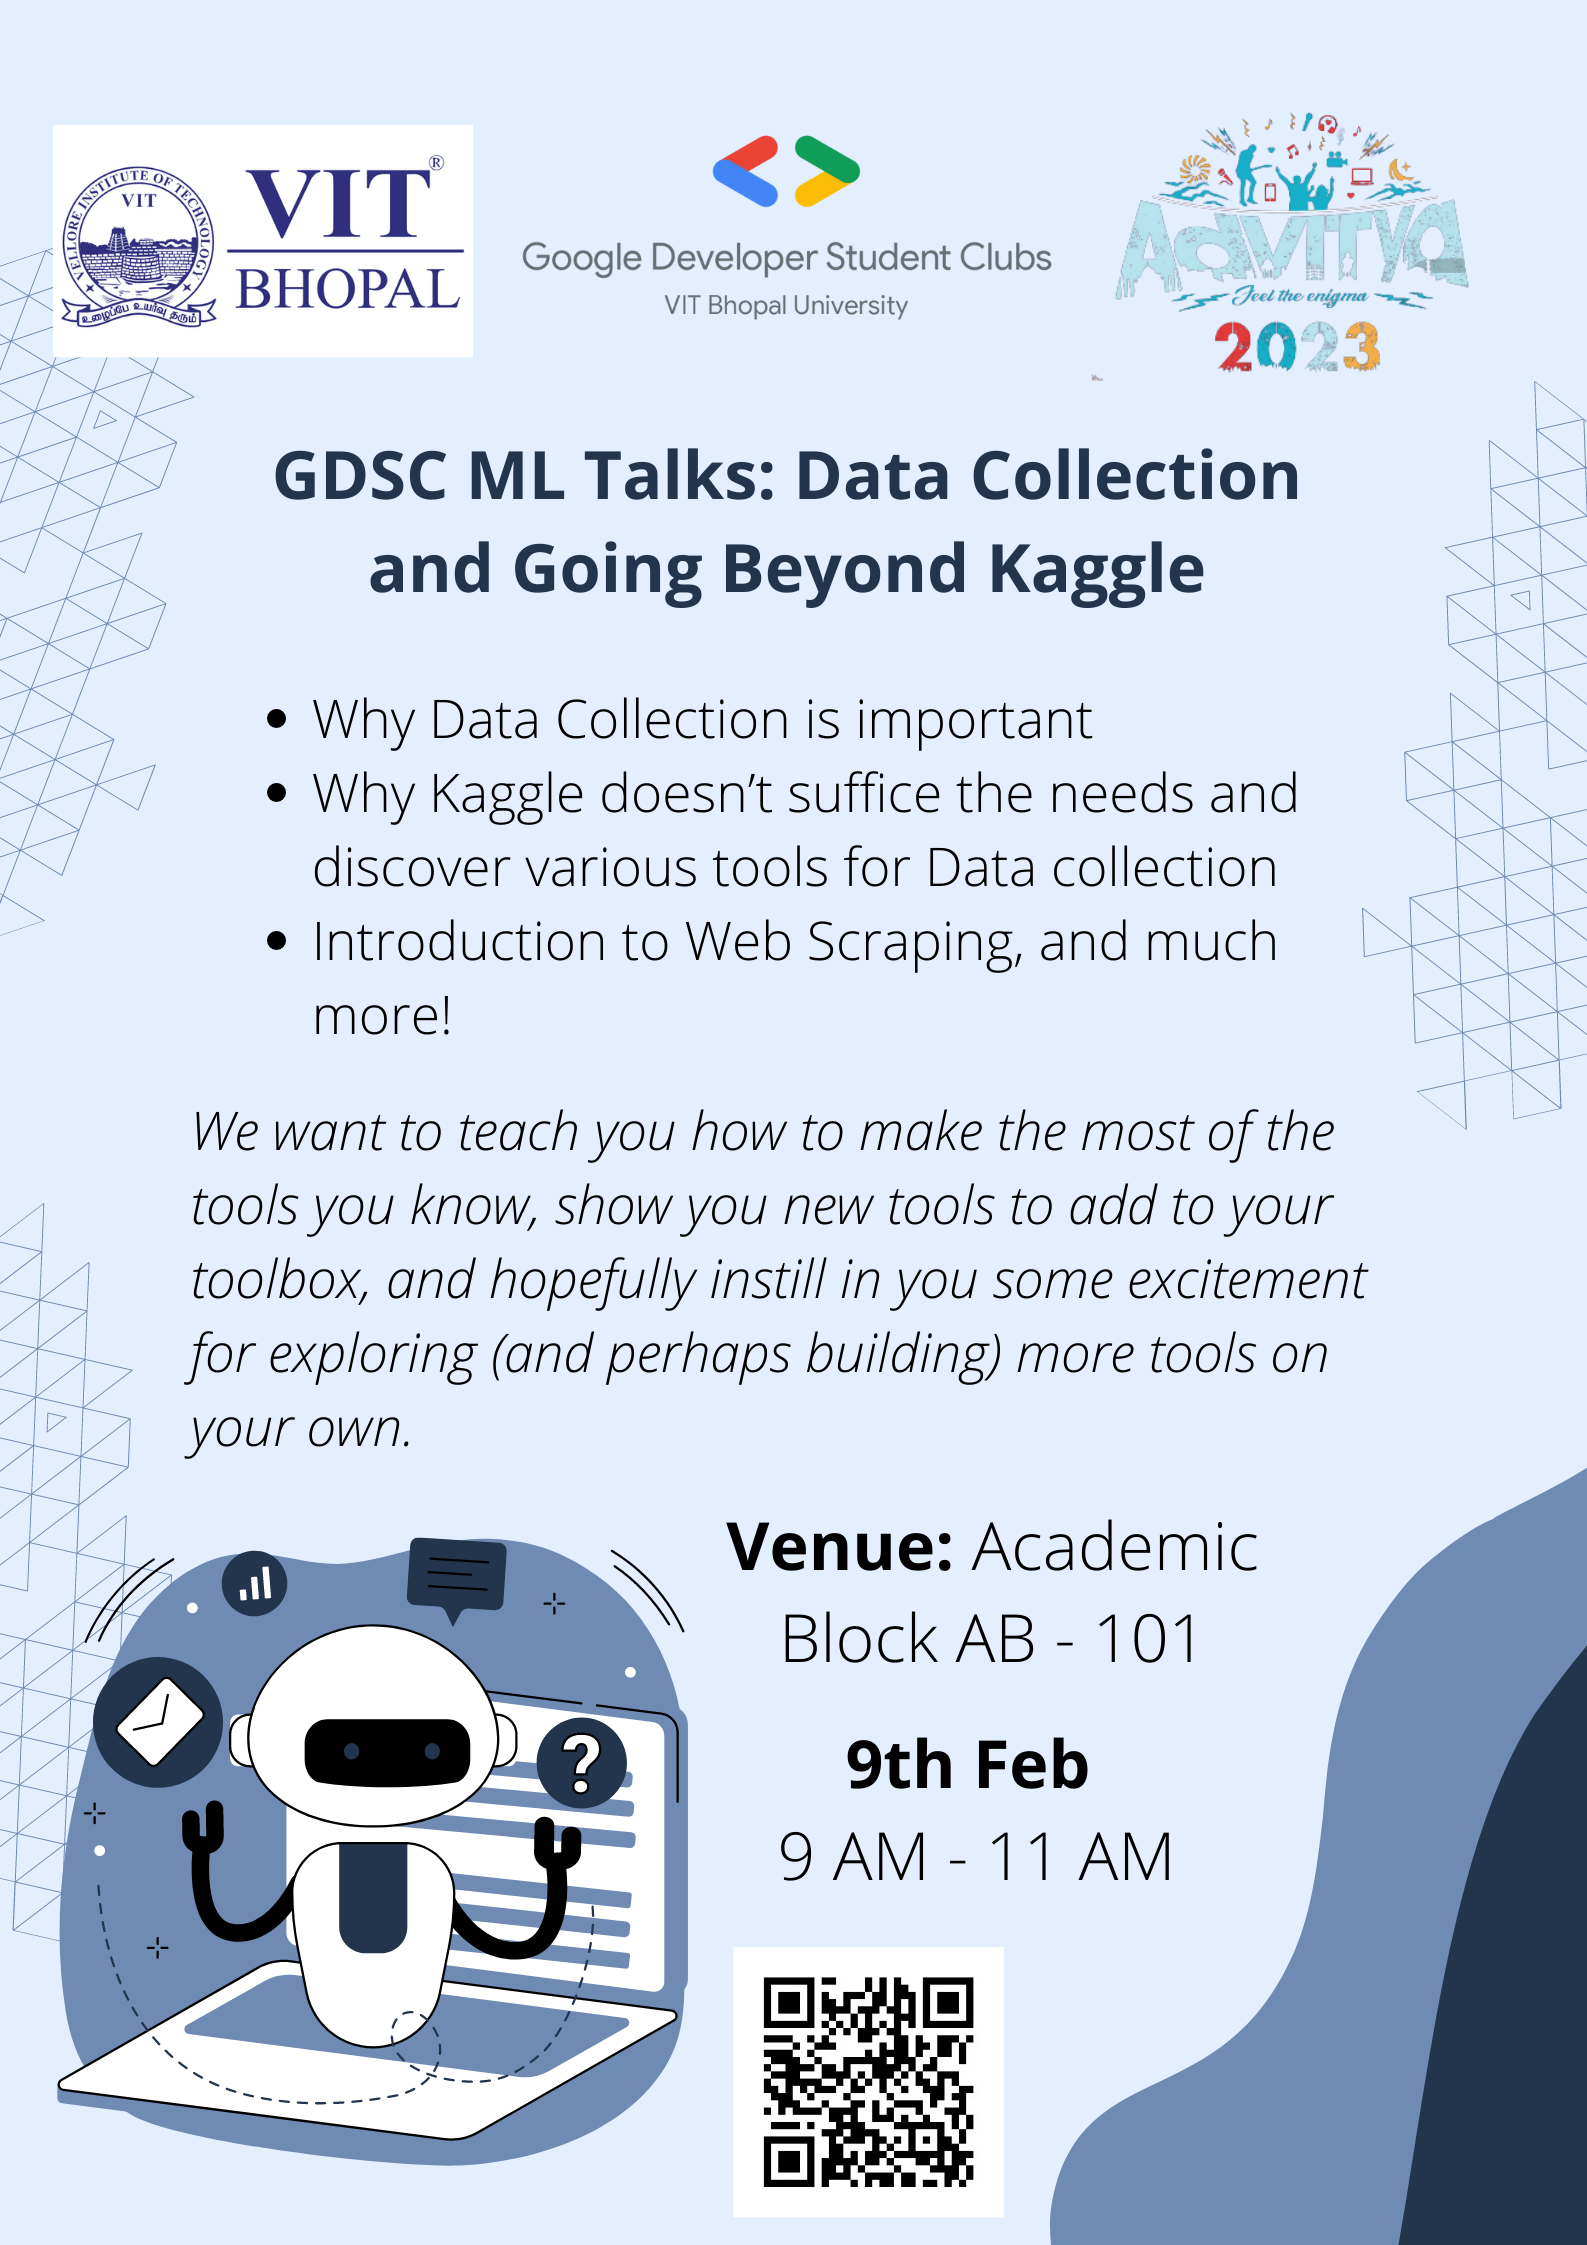 VELLORE INSTITUTE OF TECHNOLOGY
VIT
உழைப்பே உயர்வு தரும்
VIT®
BHOPAL
Google Developer Student Clubs
VIT Bhopal University
AdVITYa
Feel the enigma
2023
GDSC ML Talks: Data Collection
and Going Beyond Kaggle
• Why Data Collection is important
• Why Kaggle doesn’t suffice the needs and
discover various tools for Data collection
• Introduction to Web Scraping, and much
more!
We want to teach you how to make the most of the
tools you know, show you new tools to add to your
toolbox, and hopefully instill in you some excitement
for exploring (and perhaps building) more tools on
your own.
Venue: Academic
Block AB - 101
9th Feb
9 AM - 11 AM
?